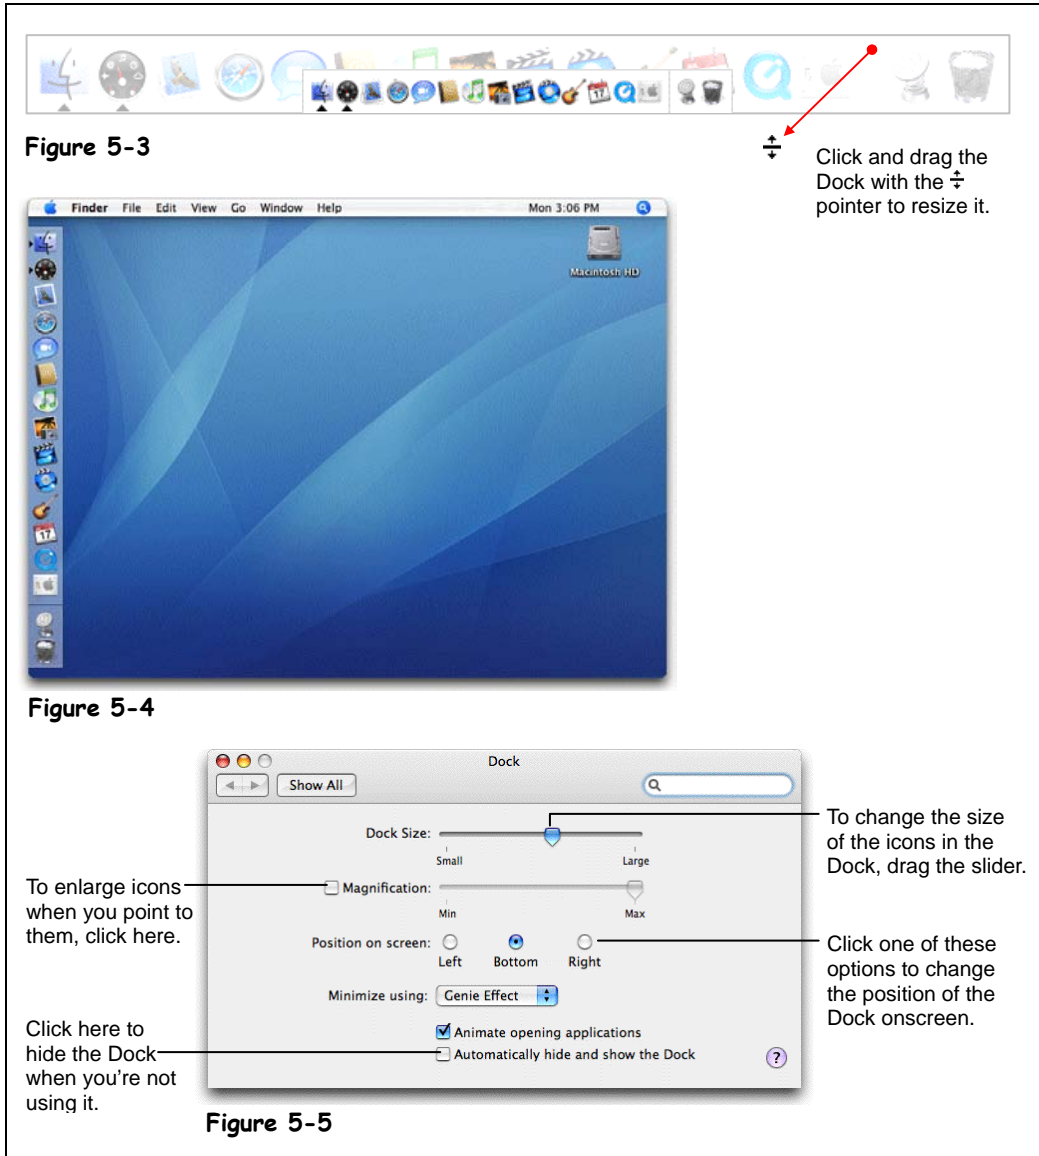 17
Figure 5-3
Click and drag the
Dock with the
pointer to resize it.
Finder File Edit View Go Window Help Mon 3:06 PM
Macintosh HD
17
Figure 5-4
Dock
Show All
Dock Size:
Small Large
To change the size
of the icons in the
Dock, drag the slider.
To enlarge icons
when you point to
them, click here.
Magnification:
Min Max
Position on screen:
Left Bottom Right
Click one of these
options to change
the position of the
Dock onscreen.
Minimize using: Genie Effect
Click here to
hide the Dock
when you're not
using it.
Animate opening applications
Automatically hide and show the Dock ?
Figure 5-5